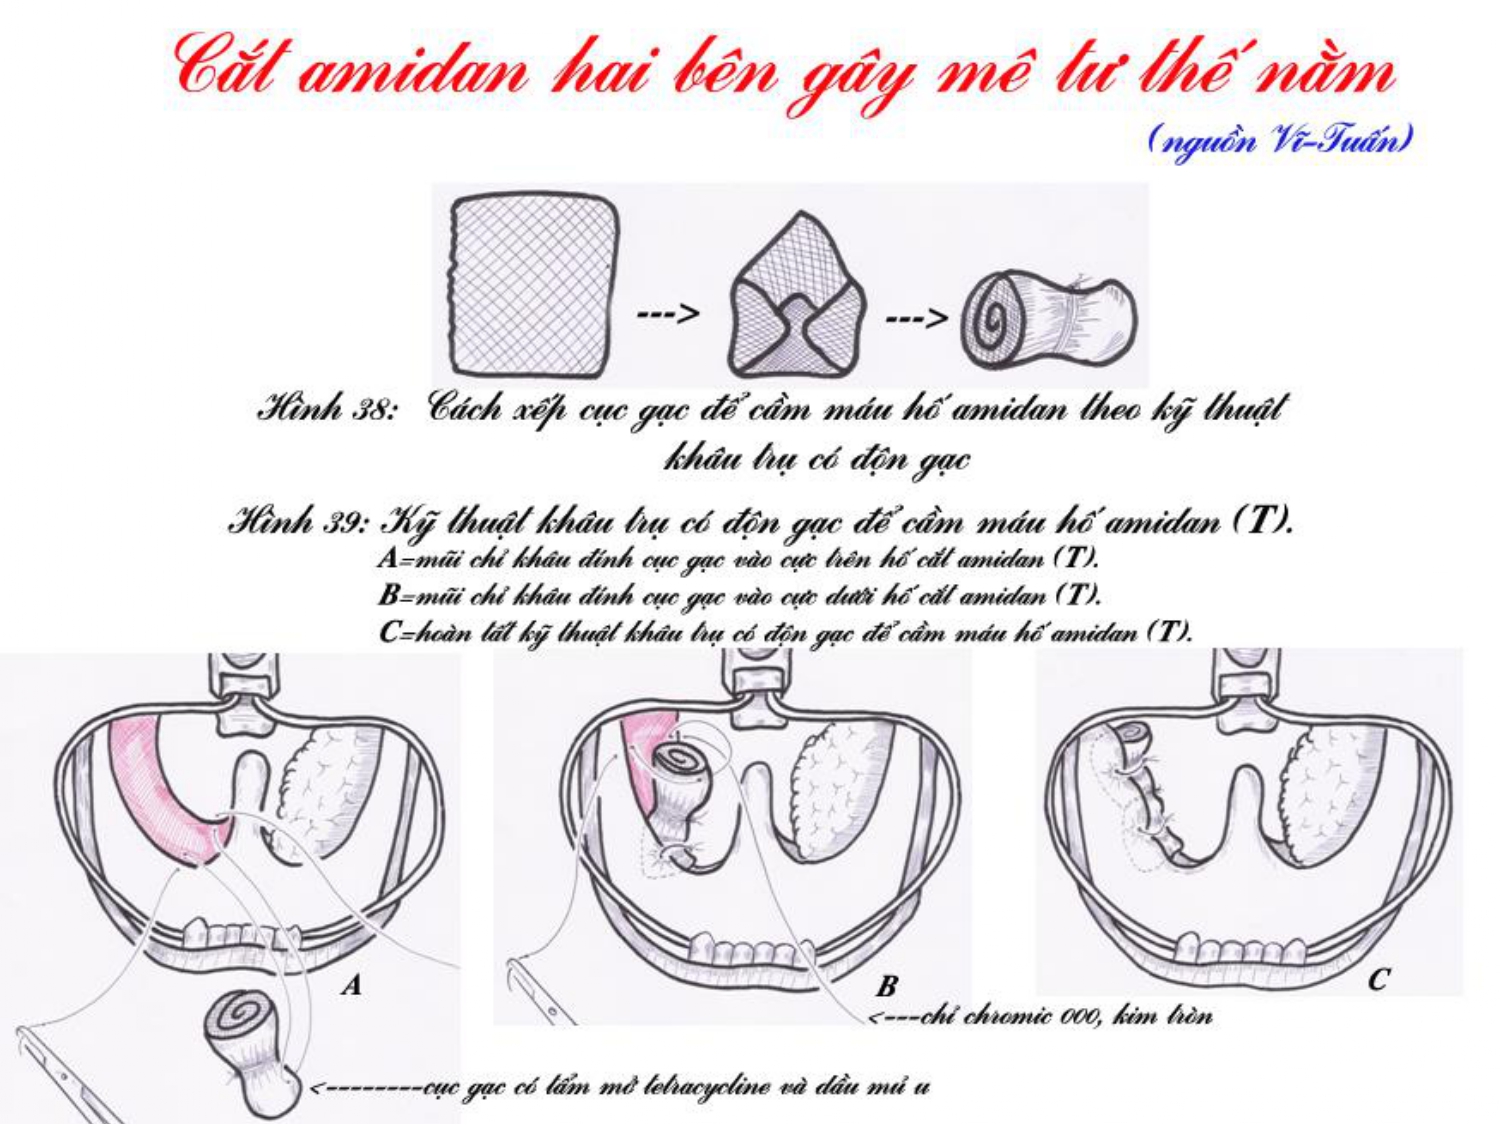 Cắt amidan hai bên gây mê tư thế nằm
(nguồn Vĩ-Tuấn)
---> --->
Hình 38: Cách xếp cục gạc để cầm máu hố amidan theo kỹ thuật
khâu trụ có độn gạc
Hình 39: Kỹ thuật khâu trụ có độn gạc để cầm máu hố amidan (T).
A=mũi chỉ khâu đính cục gạc vào cực trên hố cắt amidan (T).
B=mũi chỉ khâu đính cục gạc vào cực dưới hố cắt amidan (T).
C=hoàn tất kỹ thuật khâu trụ có độn gạc để cầm máu hố amidan (T).
A
B
C
<---chỉ chromic 000, kim tròn
<--------cục gạc có tẩm mở tetracycline và dầu mủ u